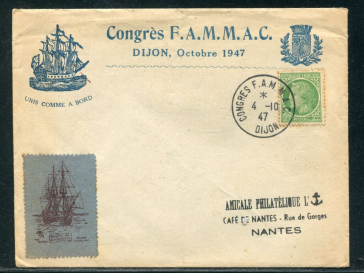 Congrès F.A.M.M.A.C.
DIJON, Octobre 1947
UNIS COMME A BORD
CONGRES F.A.M.M.
*
4 -10
47
DIJON
AMICALE PHILATÉLIQUE L'
CAFÉ DE NANTES - Rue de Gorges
NANTES